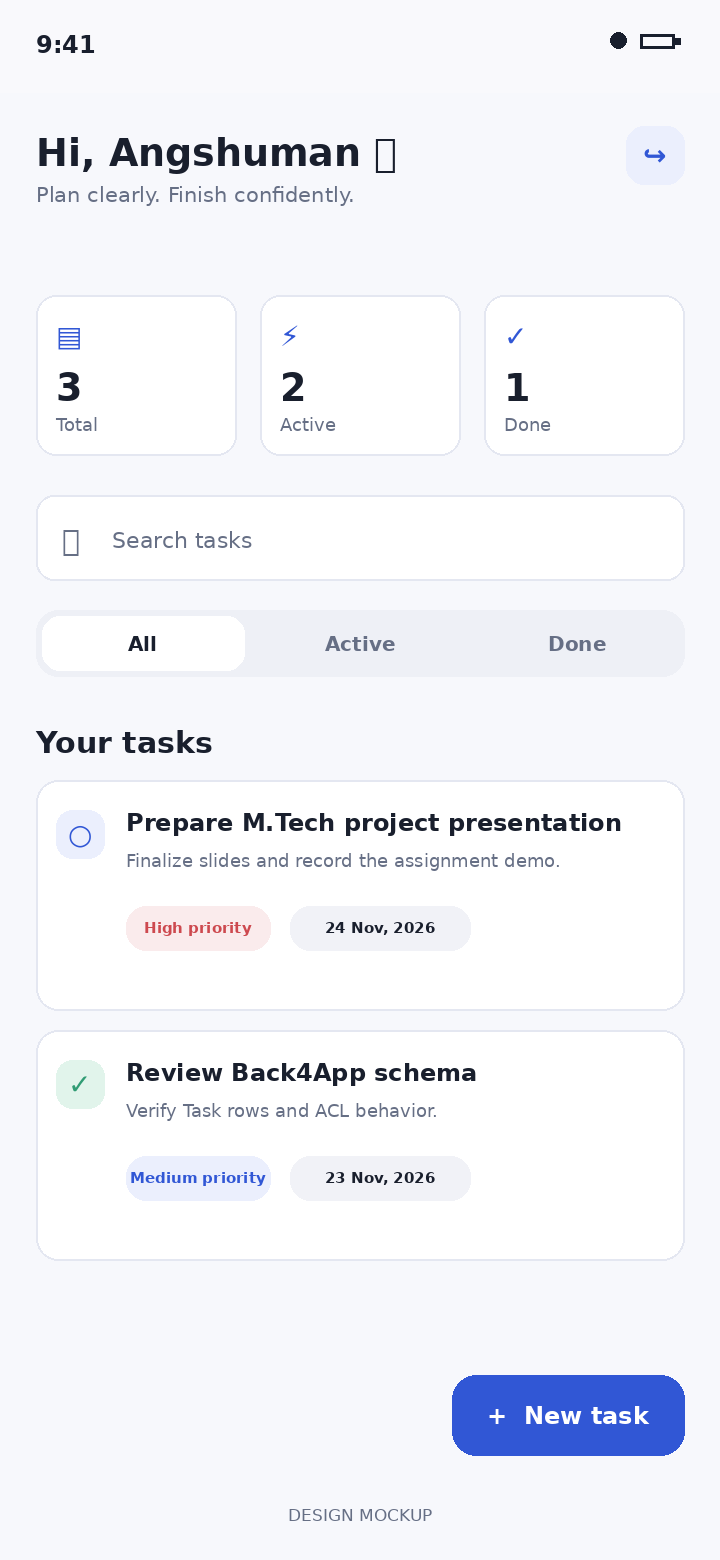 9:41
Hi, Angshuman
Plan clearly. Finish confidently.
3
2
1
Total
Active
Done
Search tasks
All
Active
Done
Your tasks
Prepare M.Tech project presentation
Finalize slides and record the assignment demo.
High priority
24 Nov, 2026
Review Back4App schema
Verify Task rows and ACL behavior.
Medium priority
23 Nov, 2026
+ New task
DESIGN MOCKUP